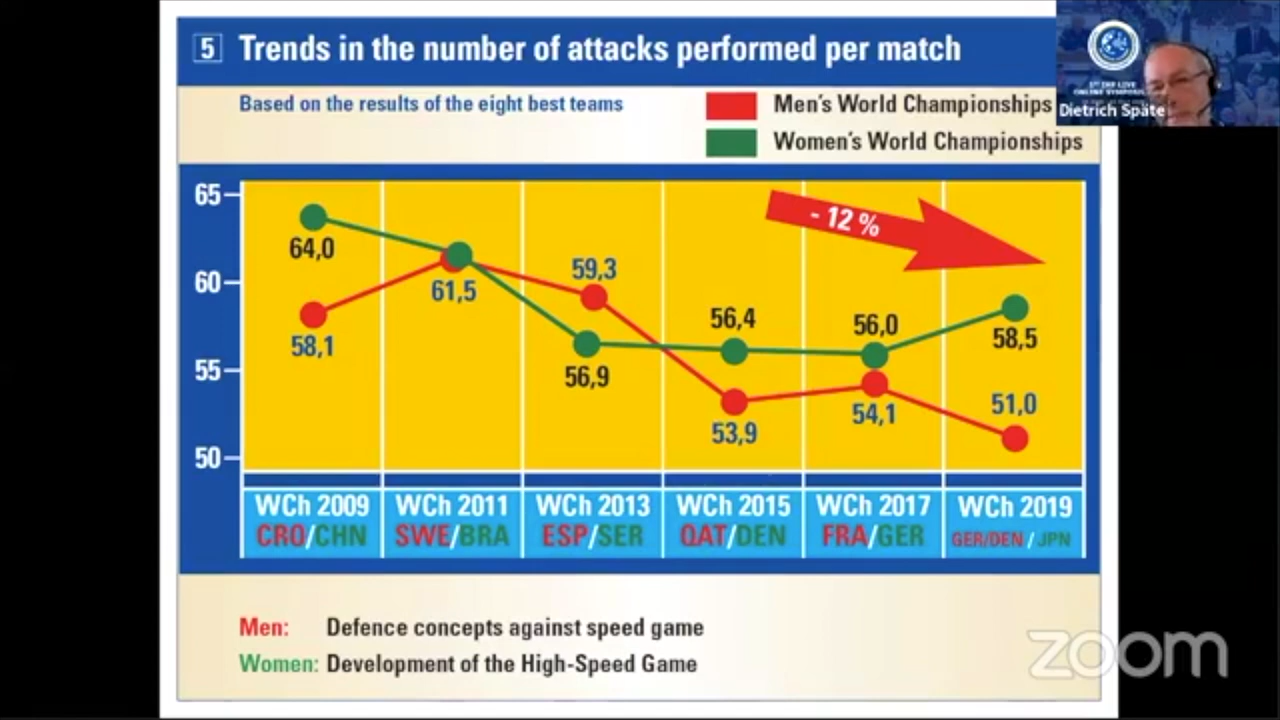 5 Trends in the number of attacks performed per match
Based on the results of the eight best teams
Men's World Championships
Women's World Championships
Dietrich Späte
- 12 %
65
60
55
50
64,0
58,1
61,5
59,3
56,9
56,4
53,9
56,0
54,1
58,5
51,0
WCh 2009
CRO/CHN
WCh 2011
SWE/BRA
WCh 2013
ESP/SER
WCh 2015
QAT/DEN
WCh 2017
FRA/GER
WCh 2019
GER/DEN / JPN
Men: Defence concepts against speed game
Women: Development of the High-Speed Game
zoom